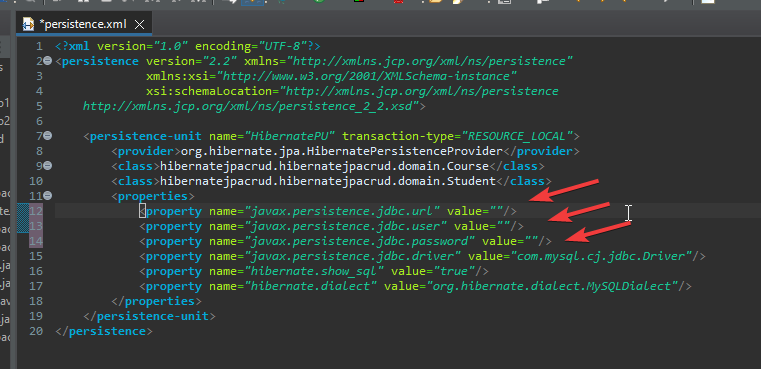 *persistence.xml
1 <?xml version="1.0" encoding="UTF-8"?>
2 <persistence version="2.2" xmlns="http://xmlns.jcp.org/xml/ns/persistence"
3 xmlns:xsi="http://www.w3.org/2001/XMLSchema-instance"
4 xsi:schemaLocation="http://xmlns.jcp.org/xml/ns/persistence
5 http://xmlns.jcp.org/xml/ns/persistence_2_2.xsd">
6
7 <persistence-unit name="HibernatePU" transaction-type="RESOURCE_LOCAL">
8 <provider>org.hibernate.jpa.HibernatePersistenceProvider</provider>
9 <class>hibernatejpacrud.hibernatejpacrud.domain.Course</class>
10 <class>hibernatejpacrud.hibernatejpacrud.domain.Student</class>
11 <properties>
12 <property name="javax.persistence.jdbc.url" value=""/>
13 <property name="javax.persistence.jdbc.user" value=""/>
14 <property name="javax.persistence.jdbc.password" value=""/>
15 <property name="javax.persistence.jdbc.driver" value="com.mysql.cj.jdbc.Driver"/>
16 <property name="hibernate.show_sql" value="true"/>
17 <property name="hibernate.dialect" value="org.hibernate.dialect.MySQLDialect"/>
18 </properties>
19 </persistence-unit>
20 </persistence>